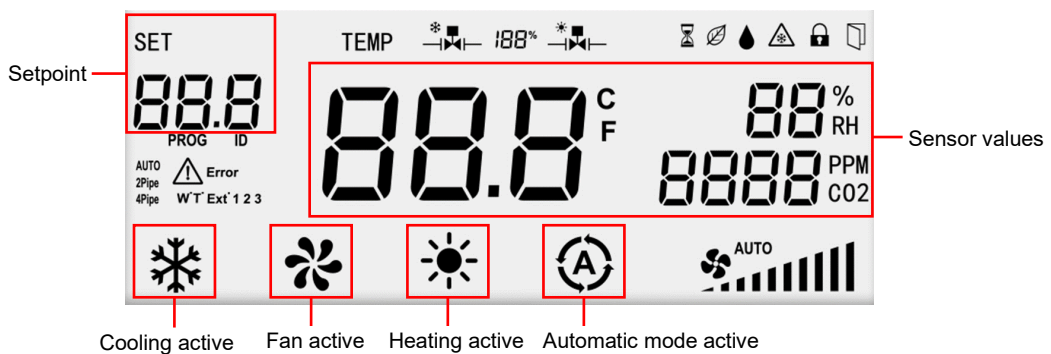 SET
TEMP 188%
Setpoint
88.8
PROG ID
88.8 C
F
88 %
RH
Sensor values
8888 PPM
CO2
AUTO
2Pipe
4Pipe
Error
W°T° Ext° 1 2 3
A
AUTO
Cooling active Fan active Heating active Automatic mode active